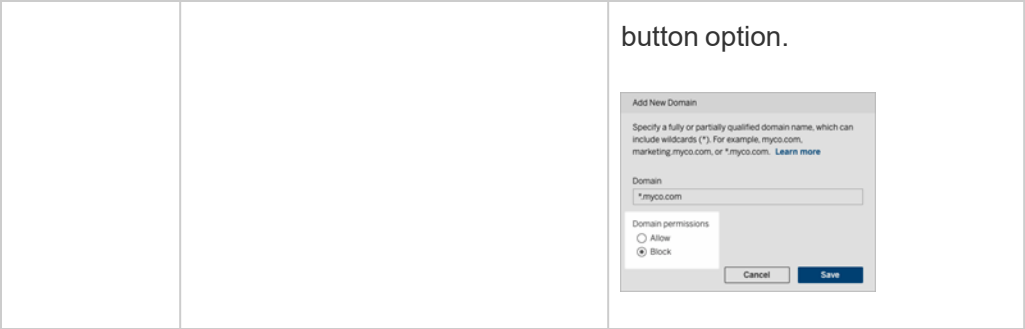 button option.
Add New Domain
Specify a fully or partially qualified domain name, which can
include wildcards (*). For example, myco.com,
marketing.myco.com, or *.myco.com. Learn more
Domain
*.myco.com
Domain permissions
Allow
Block
Cancel Save